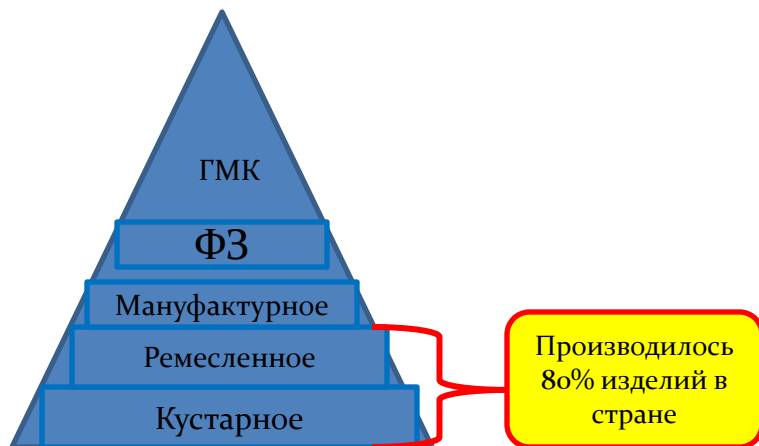 ГМК
ФЗ
Мануфактурное
Ремесленное
Кустарное
Производилось
80% изделий в
стране